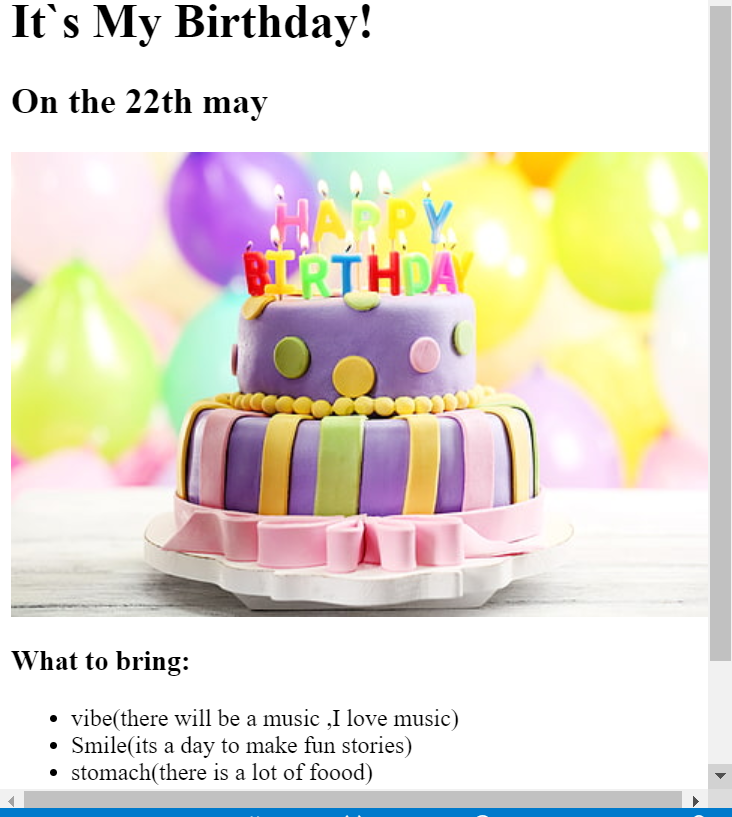 It`s My Birthday!
On the 22th may
HAPPY
BIRTHDAY
What to bring:
• vibe(there will be a music ,I love music)
• Smile(its a day to make fun stories)
• stomach(there is a lot of foood)